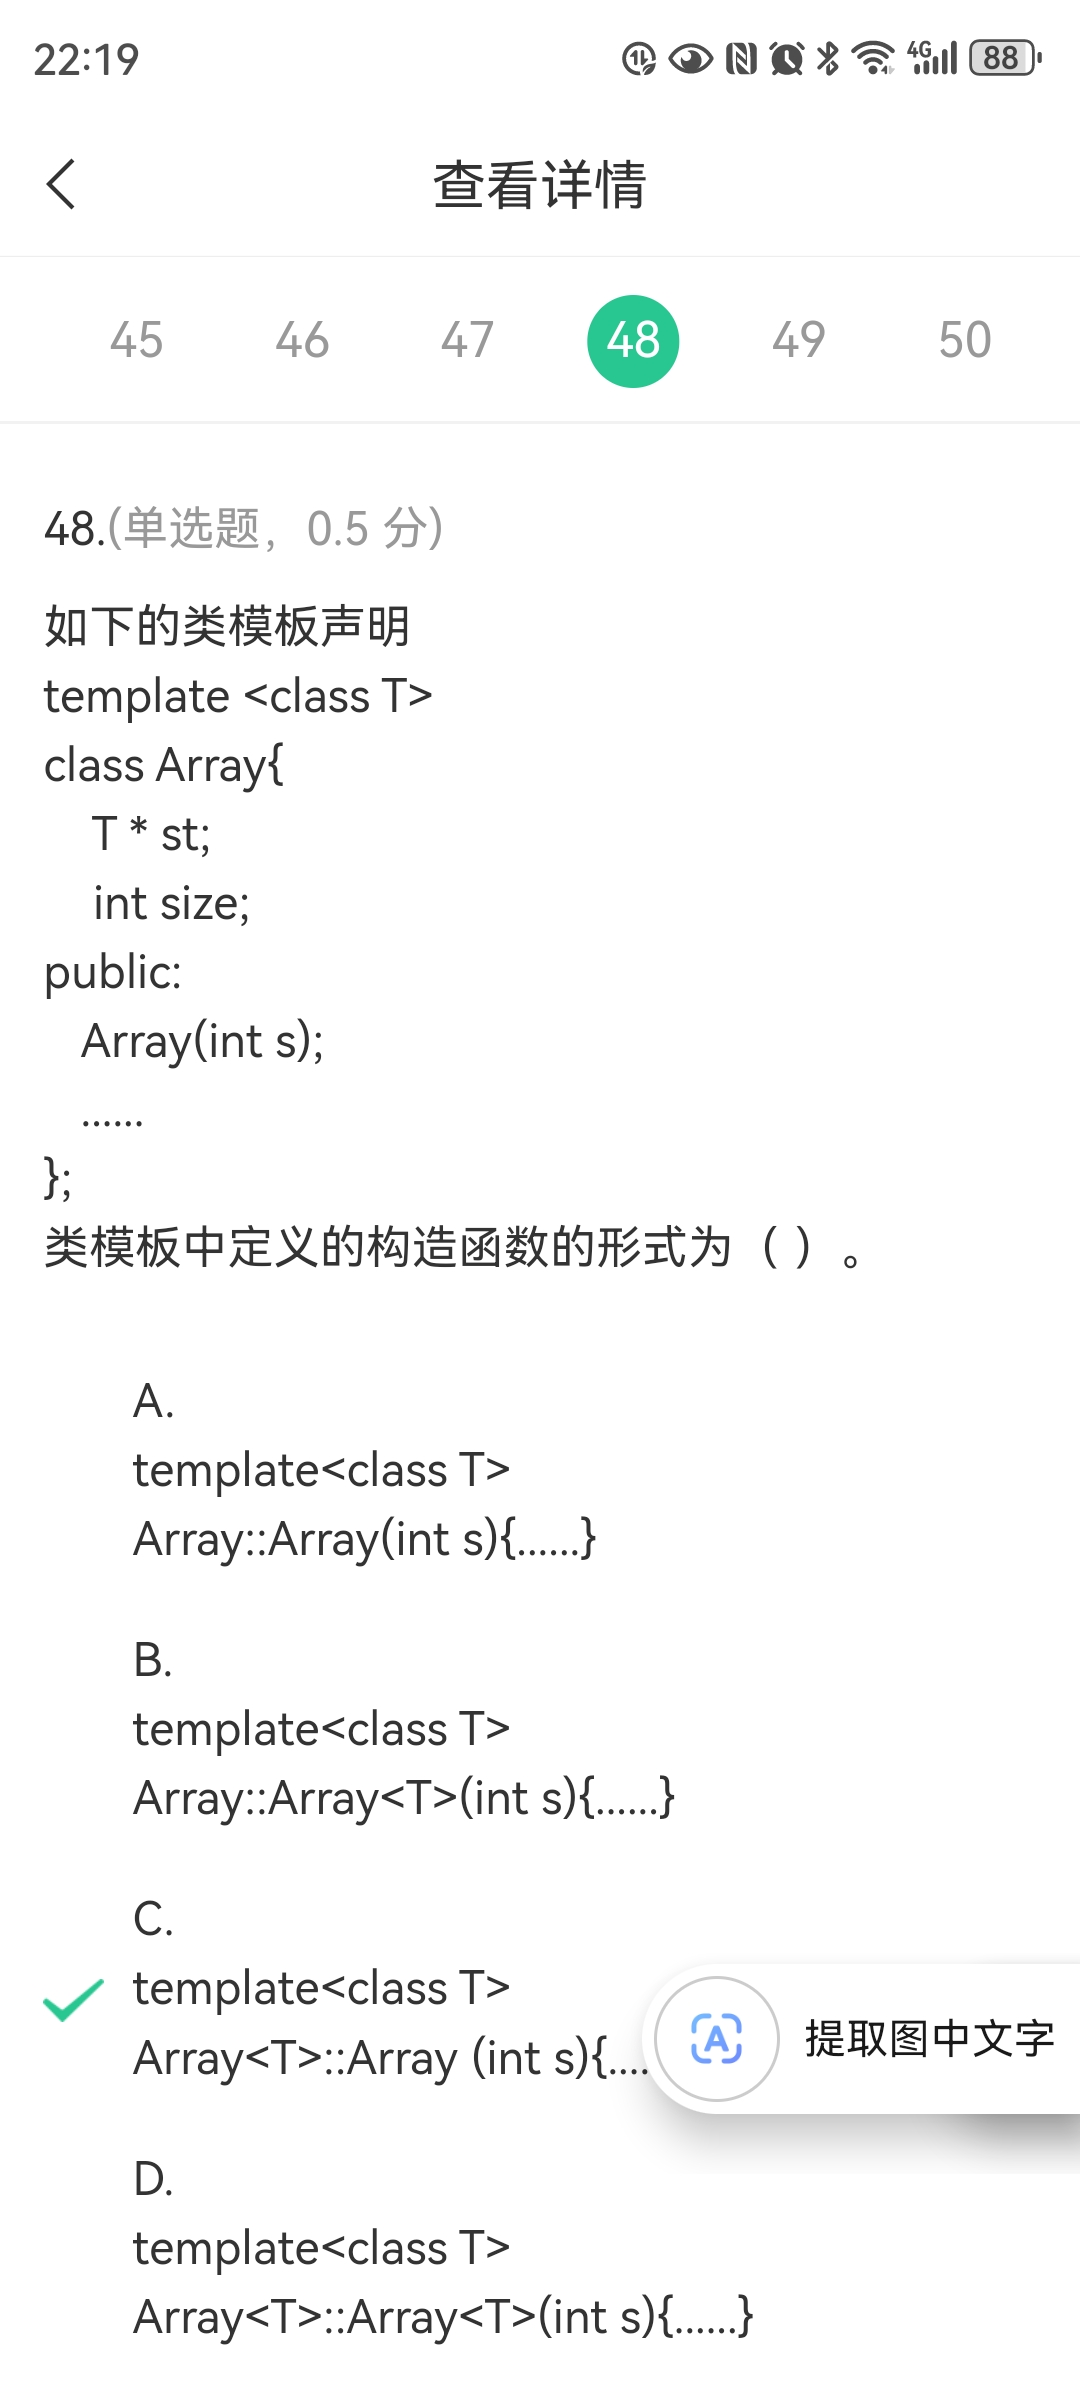 22:19
4G
88
查看详情
45 46 47 48 49 50
48.(单选题, 0.5 分)
如下的类模板声明
template <class T>
class Array{
T * st;
int size;
public:
Array(int s);
......
};
类模板中定义的构造函数的形式为（ ）。
A.
template<class T>
Array::Array(int s){......}
B.
template<class T>
Array::Array<T>(int s){......}
C.
template<class T>
Array<T>::Array (int s){....
提取图中文字
D.
template<class T>
Array<T>::Array<T>(int s){......}